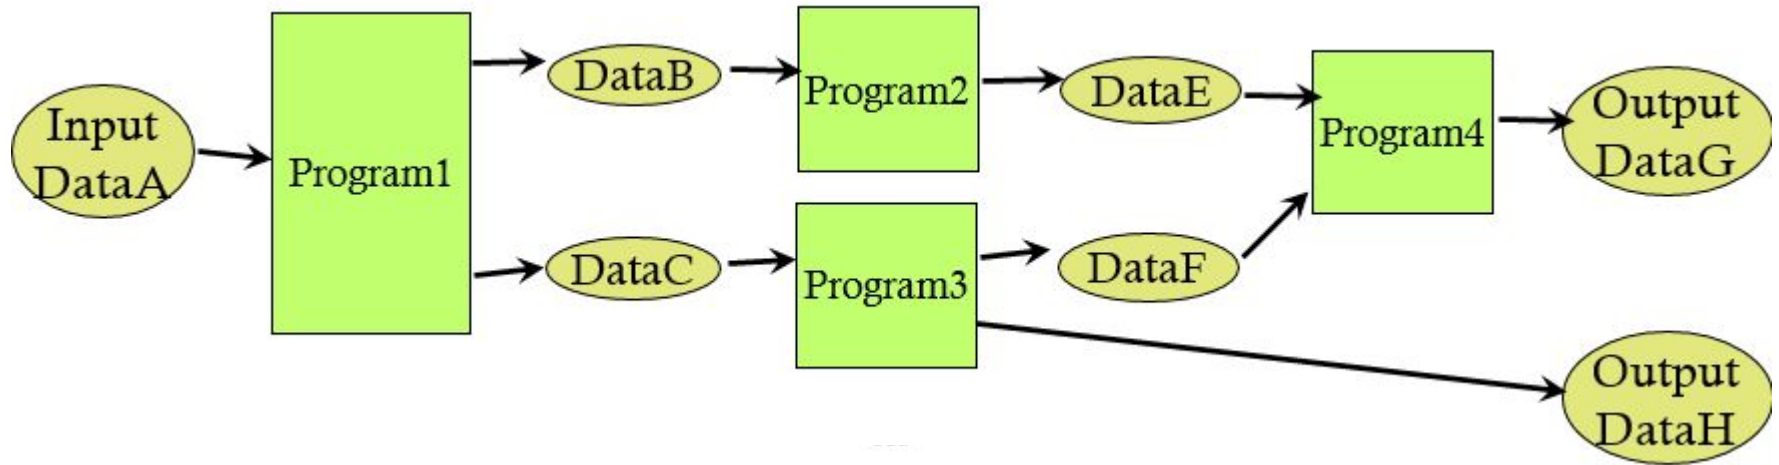 Input
DataA
Program1
DataB
DataC
Program2
Program3
DataE
DataF
Program4
Output
DataG
Output
DataH